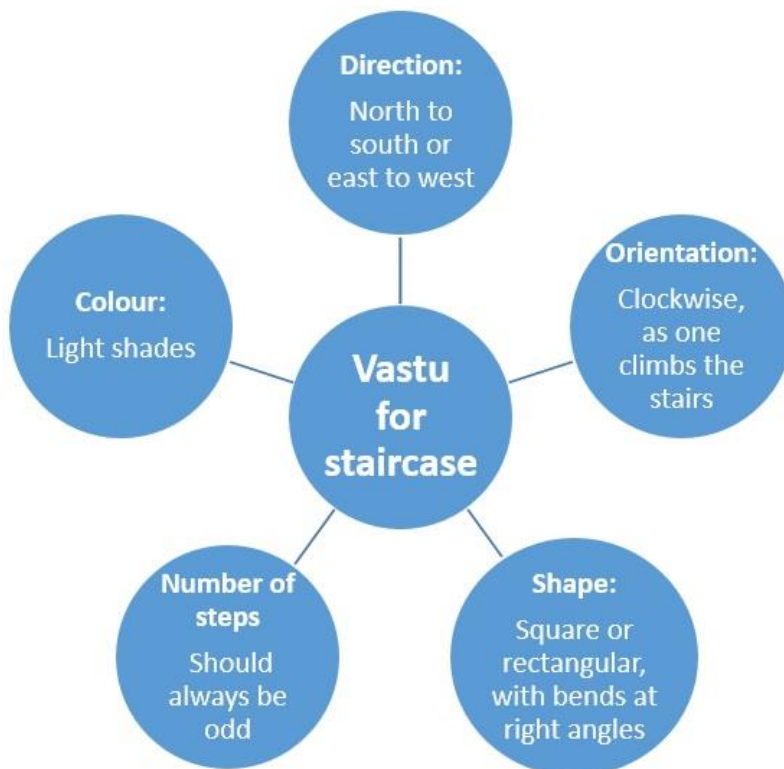 Direction:
North to
south or
east to west
Orientation:
Clockwise,
as one
climbs the
stairs
Colour:
Light shades
Vastu
for
staircase
Number of
steps
Should
always be
odd
Shape:
Square or
rectangular,
with bends at
right angles